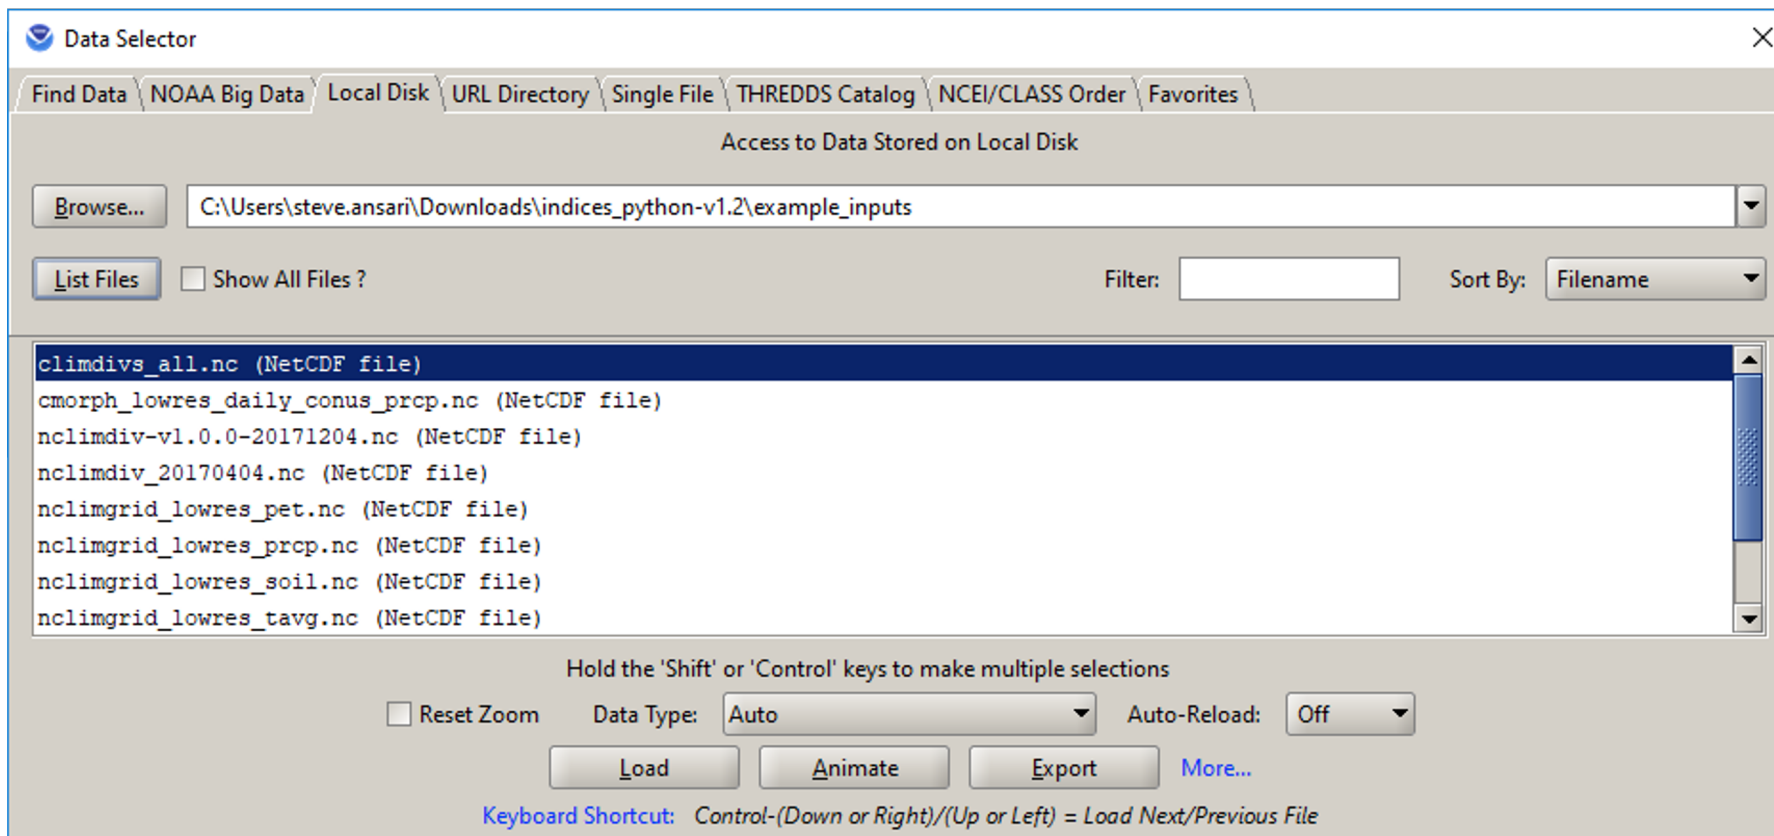 Data Selector
Find Data NOAA Big Data Local Disk URL Directory Single File THREDDS Catalog NCEI/CLASS Order Favorites
Access to Data Stored on Local Disk
Browse... C:\Users\steve.ansari\Downloads\indices_python-v1.2\example_inputs
List Files Show All Files ? Filter: Sort By: Filename
climdivs_all.nc (NetCDF file)
cmorph_lowres_daily_conus_prcp.nc (NetCDF file)
nclimdiv-v1.0.0-20171204.nc (NetCDF file)
nclimdiv_20170404.nc (NetCDF file)
nclimgrid_lowres_pet.nc (NetCDF file)
nclimgrid_lowres_prcp.nc (NetCDF file)
nclimgrid_lowres_soil.nc (NetCDF file)
nclimgrid_lowres_tavg.nc (NetCDF file)
Hold the 'Shift' or 'Control' keys to make multiple selections
Reset Zoom Data Type: Auto Auto-Reload: Off
Load Animate Export More...
Keyboard Shortcut: Control-(Down or Right)/(Up or Left) = Load Next/Previous File